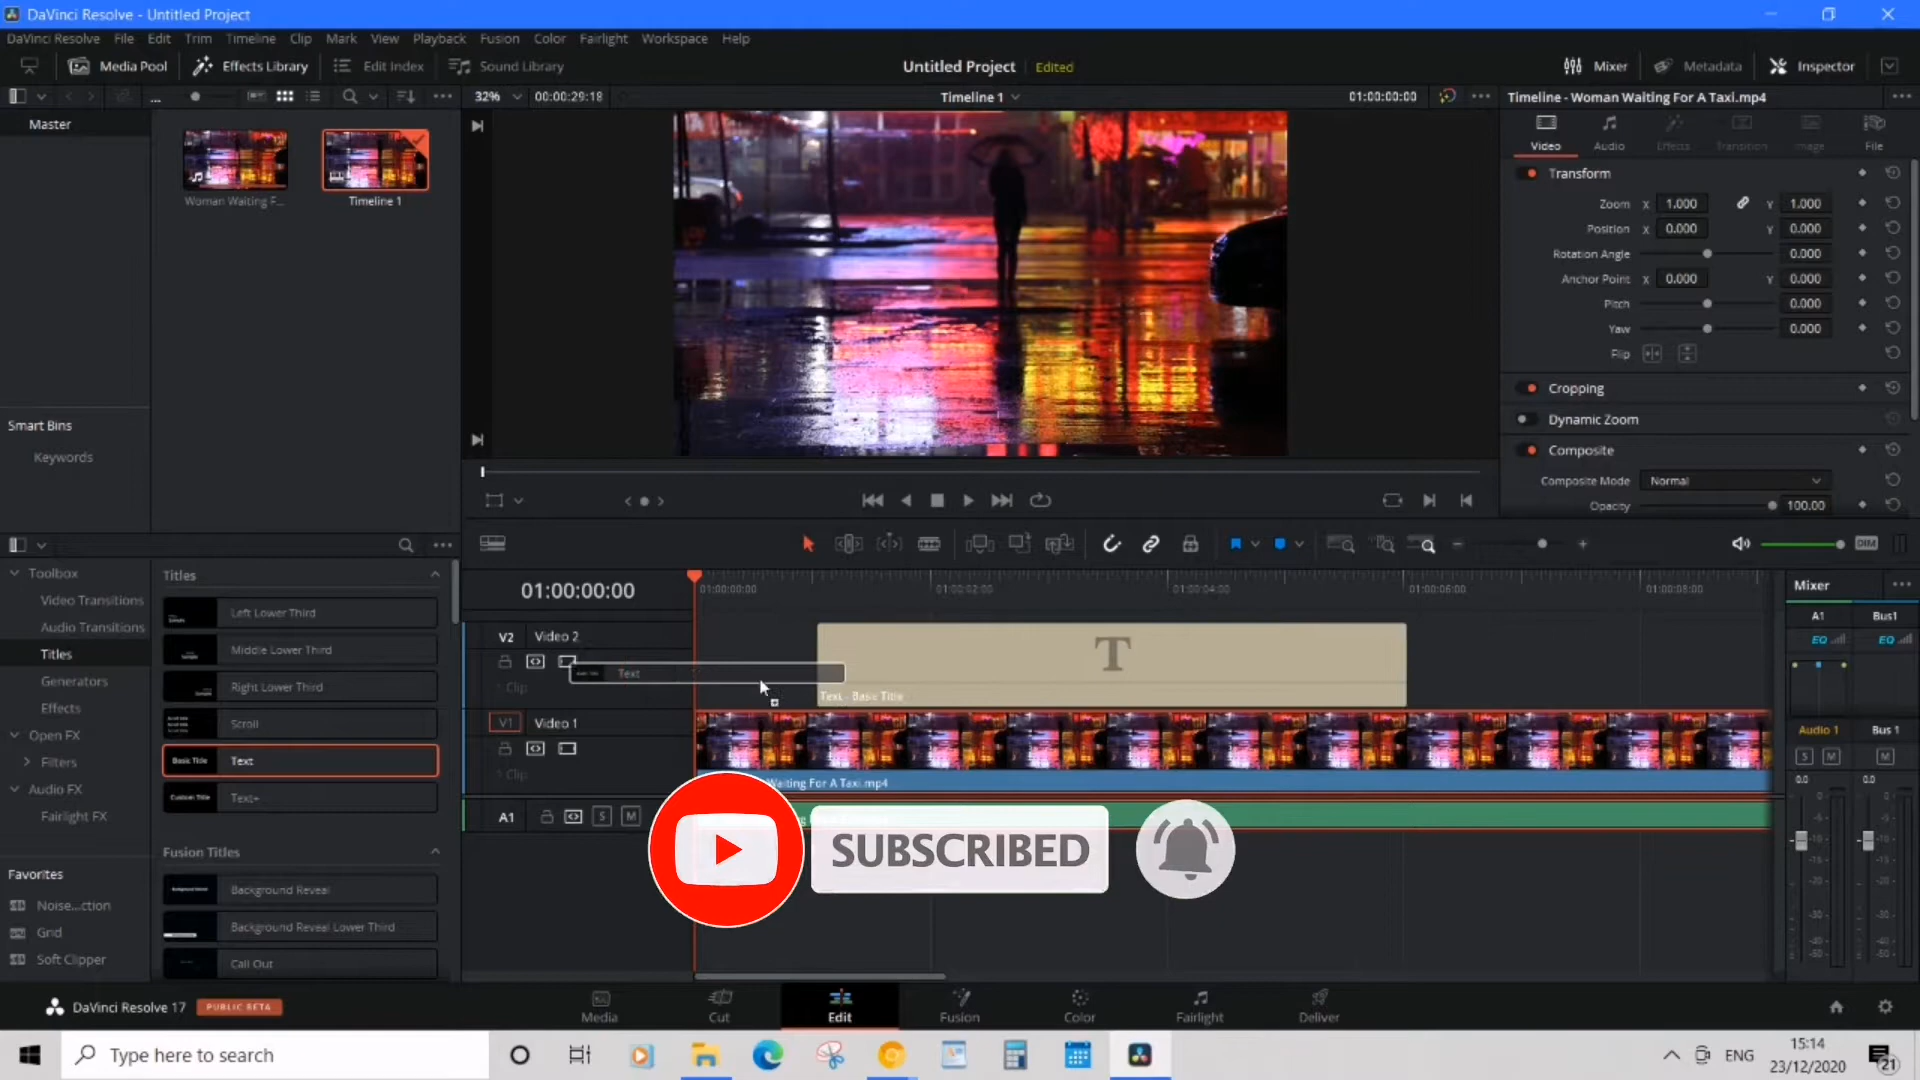 DaVinci Resolve - Untitled Project
DaVinci Resolve File Edit Trim Timeline Clip Mark View Playback Fusion Color Fairlight Workspace Help
Media Pool Effects Library Edit Index Sound Library Untitled Project Edited Mixer Metadata Inspector
... 32% 00:00:29:18 Timeline 1 01:00:00:00 Timeline - Woman Waiting For A Taxi.mp4
Master
Video Audio Effects Transition Image File
Woman Waiting F... Timeline 1
Transform
Zoom X 1.000 Y 1.000
Position X 0.000 Y 0.000
Rotation Angle 0.000
Anchor Point X 0.000 Y 0.000
Pitch 0.000
Yaw 0.000
Flip
Cropping
Dynamic Zoom
Smart Bins
Keywords
Composite
Composite Mode Normal
Opacity 100.00
DIM
Toolbox
Video Transitions
Audio Transitions
Titles
Generators
Effects
Open FX
Filters
Audio FX
Fairlight FX
Favorites
Noise...ction
Grid
Soft Clipper
Titles
Left Lower Third
Middle Lower Third
Right Lower Third
Scroll
Basic Title Text
Custom Title Text+
Fusion Titles
Background Reveal
Background Reveal Lower Third
Call Out
01:00:00:00
01:00:00:00 01:00:02:00 01:00:04:00 01:00:06:00 01:00:08:00
V2 Video 2
1 Clip
Text
T
Text - Basic Title
V1 Video 1
1 Clip
Waiting For A Taxi.mp4
A1 S M
SUBSCRIBED
Mixer
A1 Bus1
EQ EQ
Audio 1 Bus 1
S M M
0.0 0.0
DaVinci Resolve 17 PUBLIC BETA
Media Cut Edit Fusion Color Fairlight Deliver
Type here to search
ENG
15:14
23/12/2020
21